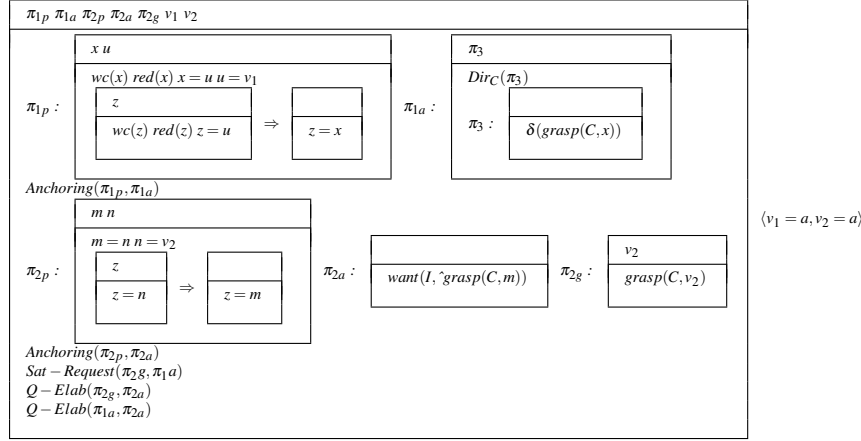 π1p π1a π2p π2a π2g v1 v2
x u
π3
wc(x) red(x) x = u u = v1
DirC(π3)
z
π1p :
⇒
π1a :
π3 :
δ(grasp(C,x))
wc(z) red(z) z = u
z = x
Anchoring(π1p,π1a)
m n
⟨v1 = a,v2 = a⟩
m = n n = v2
v2
z
π2p :
⇒
π2a :
want(I,ˆgrasp(C,m))
π2g :
grasp(C,v2)
z = n
z = m
Anchoring(π2p,π2a)
Sat−Request(π2g,π1a)
Q−Elab(π2g,π2a)
Q−Elab(π1a,π2a)